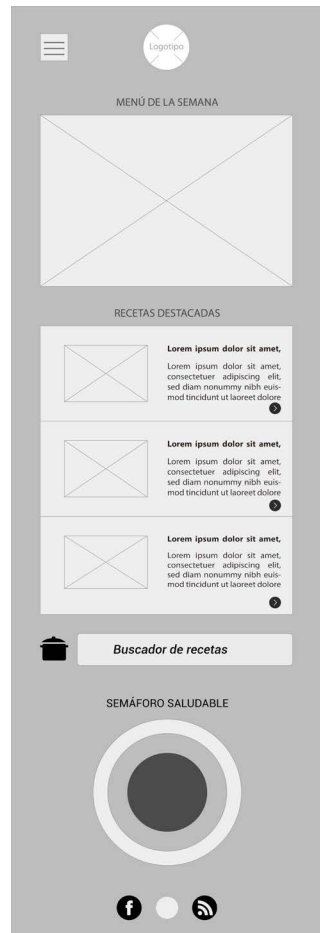 Logotipo
MENÚ DE LA SEMANA
RECETAS DESTACADAS
Lorem ipsum dolor sit amet,
Lorem ipsum dolor sit amet,
consectetuer adipiscing elit,
sed diam nonummy nibh euis-
mod tincidunt ut laoreet dolore
Lorem ipsum dolor sit amet,
Lorem ipsum dolor sit amet,
consectetuer adipiscing elit,
sed diam nonummy nibh euis-
mod tincidunt ut laoreet dolore
Lorem ipsum dolor sit amet,
Lorem ipsum dolor sit amet,
consectetuer adipiscing elit,
sed diam nonummy nibh euis-
mod tincidunt ut laoreet dolore
Buscador de recetas
SEMÁFORO SALUDABLE